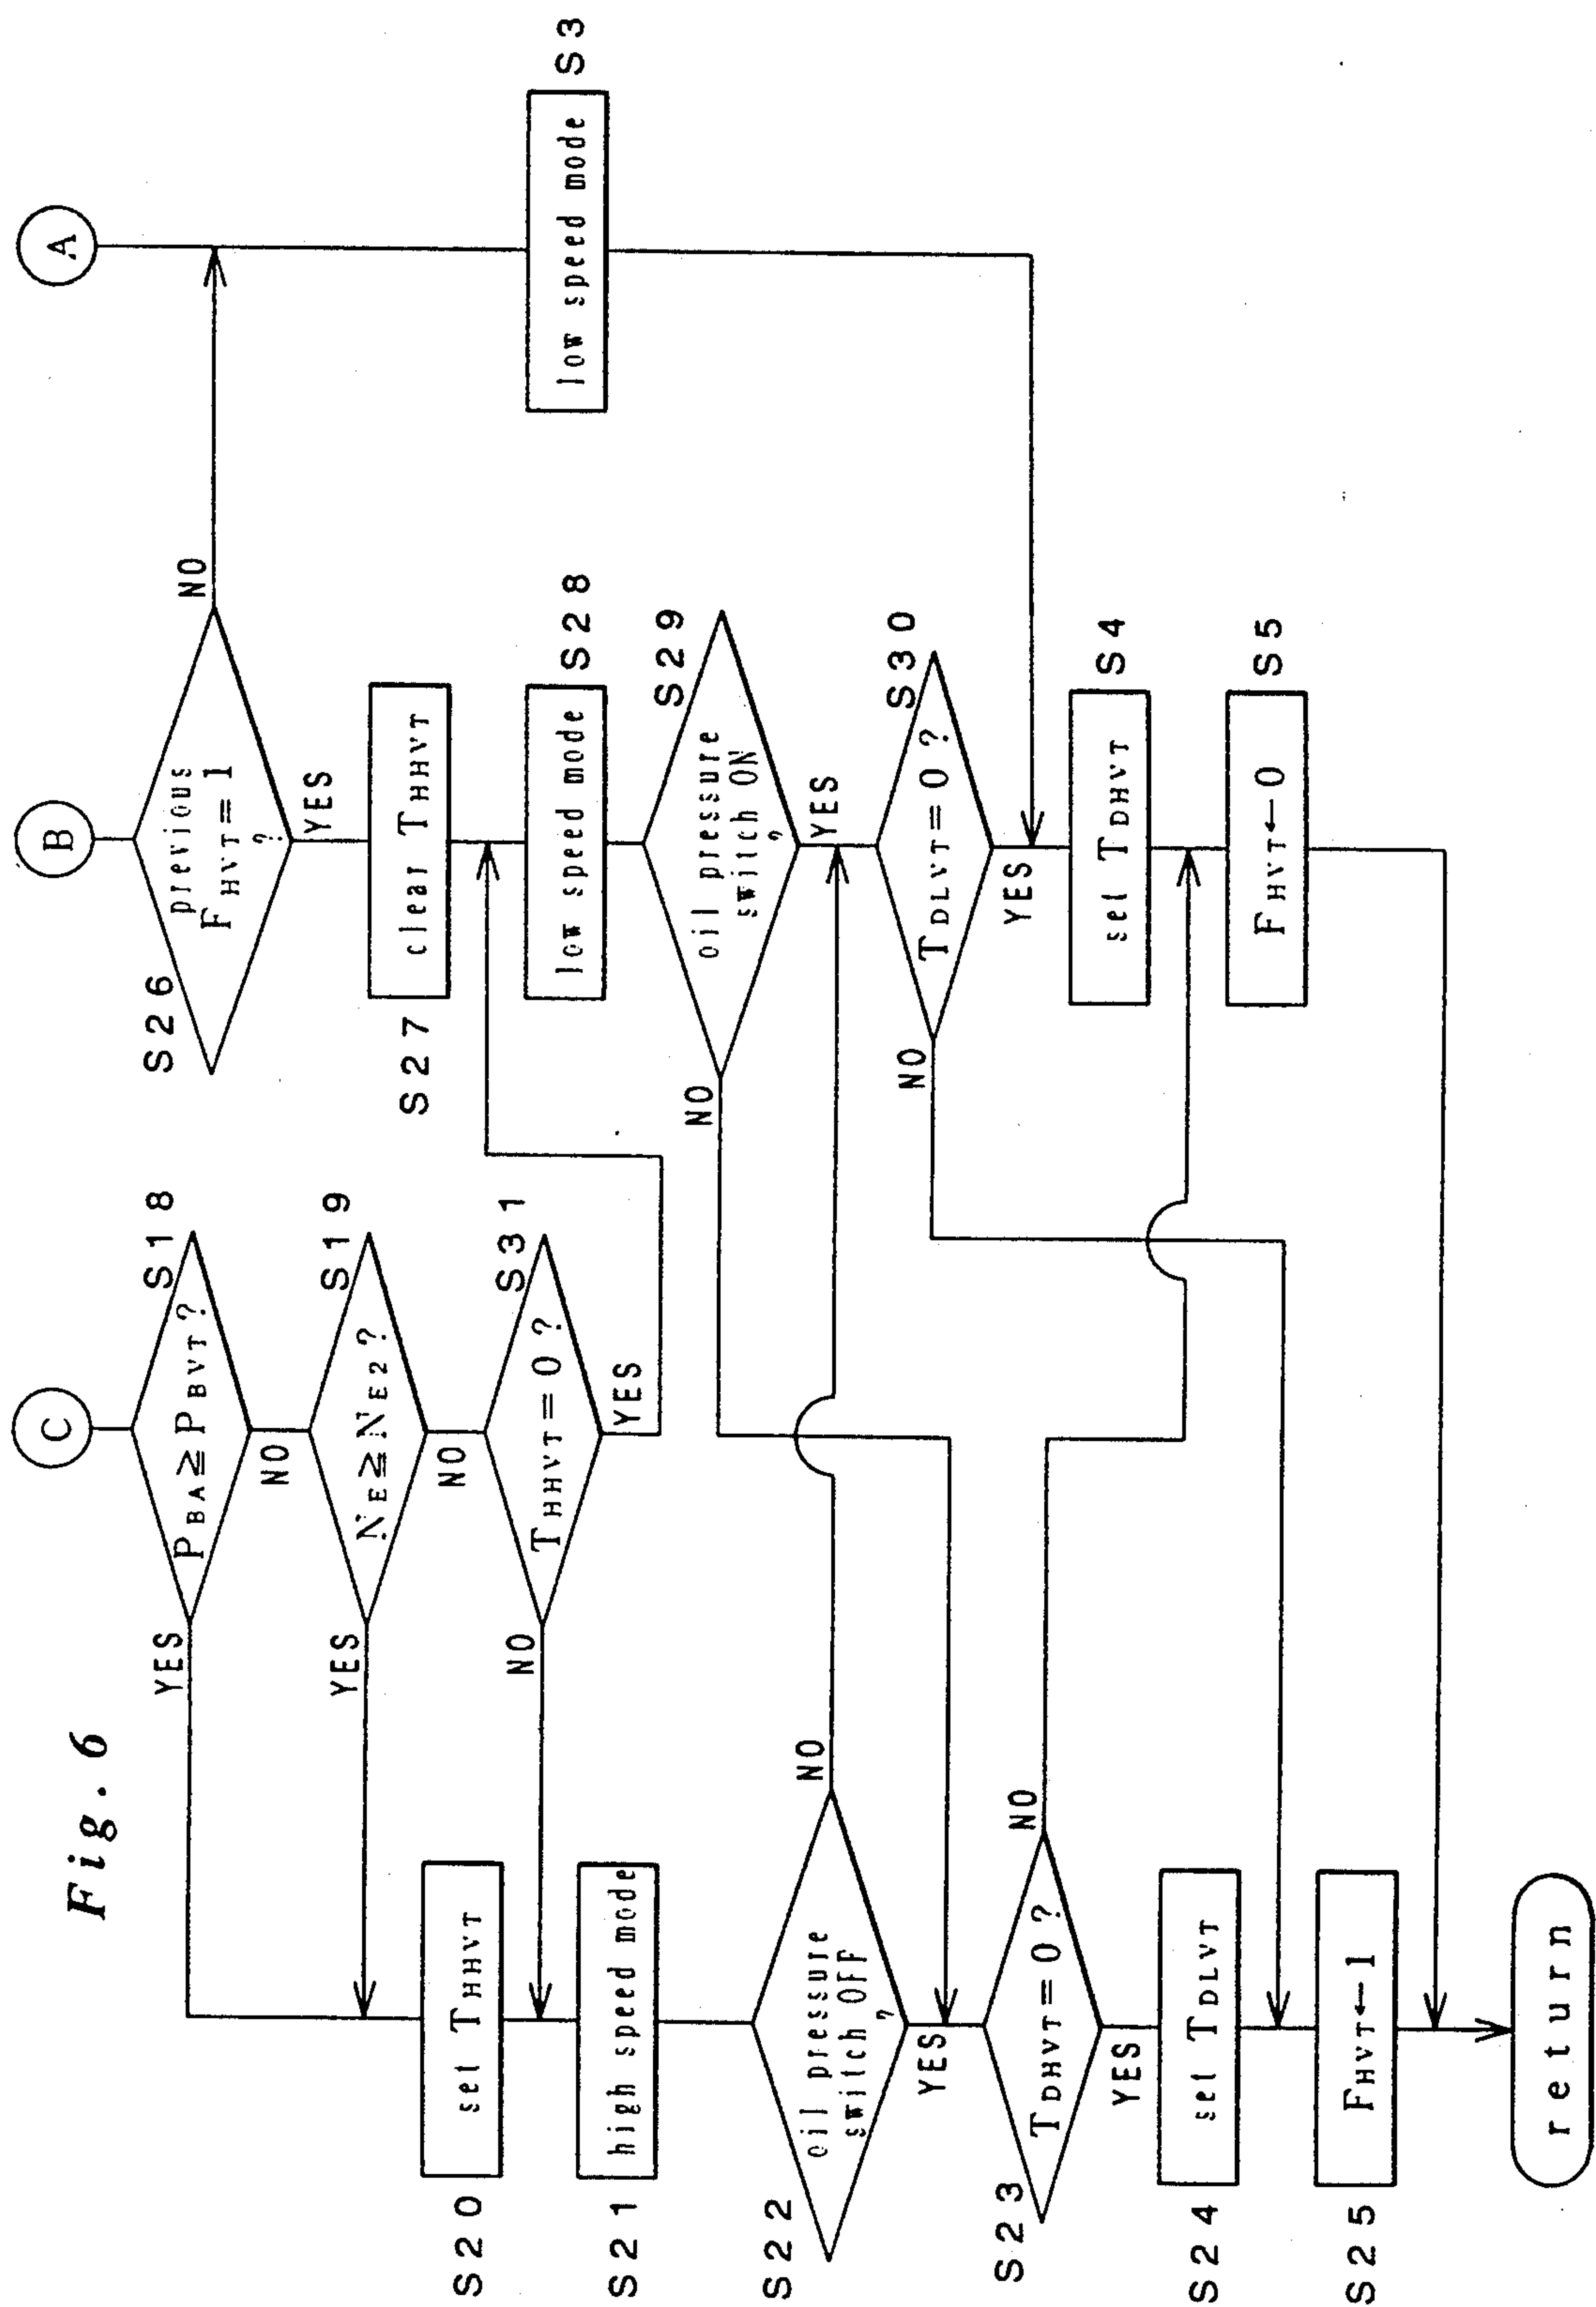 Fig. 6
C
PBA≧PBVT?
S18
YES
NO
NE≧NE2?
S19
YES
NO
THHVT=0?
S31
NO
YES
S20
set THHVT
S21
high speed mode
S22
oil pressure
switch OFF
?
NO
YES
S23
TDHVT=0?
NO
YES
S24
set TDLVT
S25
FHVT←1
return
B
S26
previous
FHVT=1
?
NO
YES
S27
clear THHVT
low speed mode
S28
oil pressure
switch ON
?
S29
NO
YES
TDLVT=0?
S30
NO
YES
set TDHVT
S4
FHVT←0
S5
A
low speed mode
S3